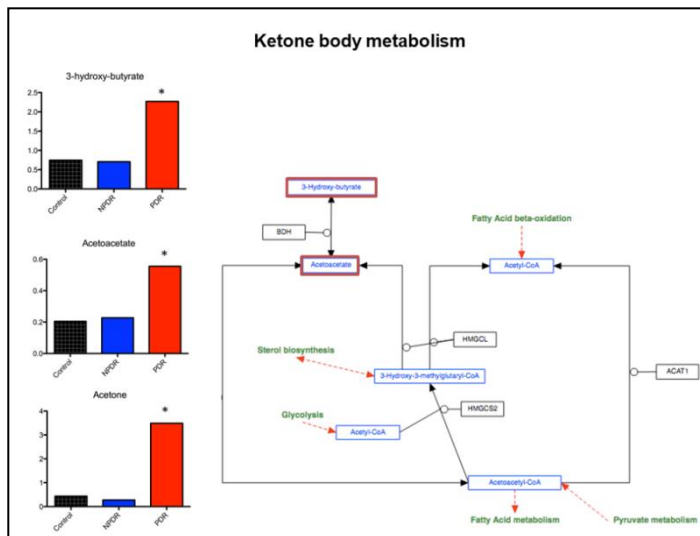 Ketone body metabolism
3-hydroxy-butyrate
*
2.5
2.0
1.5
1.0
0.5
0.0
Control
NPDR
PDR
Acetoacetate
*
0.6
0.4
0.2
0.0
Control
NPDR
PDR
Acetone
*
4
3
2
1
0
Control
NPDR
PDR
3-Hydroxy-butyrate
BDH
Acetoacetate
Fatty Acid beta-oxidation
Acetyl-CoA
HMGCL
Sterol biosynthesis
3-Hydroxy-3-methylglutaryl-CoA
ACAT1
Glycolysis
HMGCS2
Acetyl-CoA
Acetoacetyl-CoA
Fatty Acid metabolism
Pyruvate metabolism